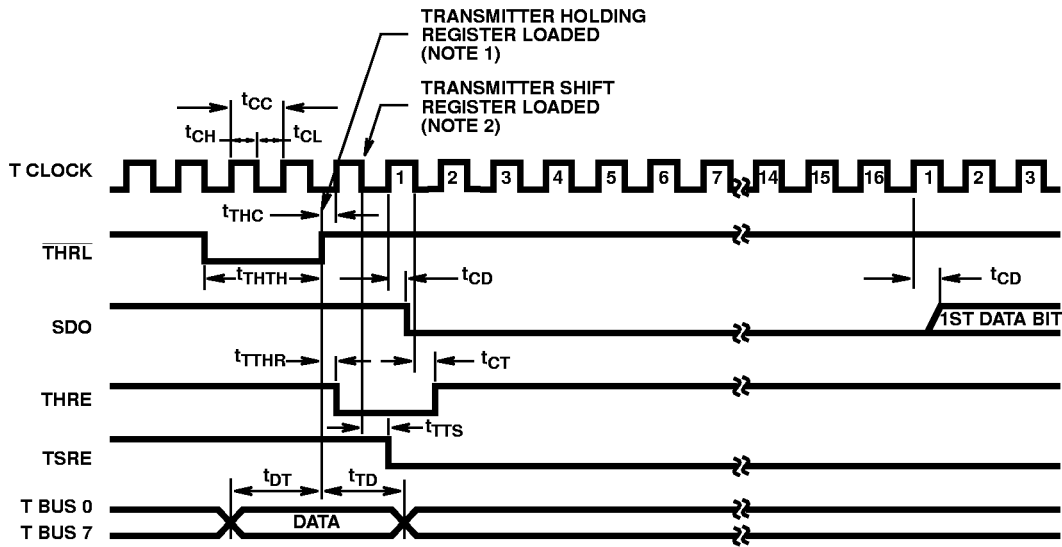 TRANSMITTER HOLDING
REGISTER LOADED
(NOTE 1)
TRANSMITTER SHIFT
REGISTER LOADED
(NOTE 2)
tCC
tCH
tCL
T CLOCK
1 2 3 4 5 6 7 14 15 16 1 2 3
tTHC
THRL
tTHTH
tCD
tCD
SDO
1ST DATA BIT
tTTHR
tCT
THRE
tTTS
TSRE
tDT
tTD
T BUS 0
DATA
T BUS 7